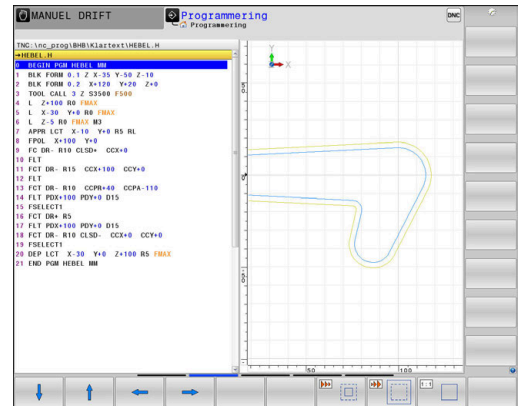 MANUEL DRIFT
Programmering
Programmering
DNC
TNC:\nc_prog\BHB\Klartext\HEBEL.H
→HEBEL.H
0 BEGIN PGM HEBEL MM
1 BLK FORM 0.1 Z X-35 Y-50 Z-10
2 BLK FORM 0.2 X+120 Y+20 Z+0
3 TOOL CALL 3 Z S3500 F500
4 L Z+100 R0 FMAX
5 L X-30 Y+0 R0 FMAX
6 L Z-5 R0 FMAX M3
7 APPR LCT X-10 Y+0 R5 RL
8 FPOL X+100 Y+0
9 FC DR- R10 CLSD+ CCX+0
10 FLT
11 FCT DR- R15 CCX+100 CCY+0
12 FLT
13 FCT DR- R10 CCPR+40 CCPA-110
14 FLT PDX+100 PDY+0 D15
15 FSELECT1
16 FCT DR+ R5
17 FLT PDX+100 PDY+0 D15
18 FCT DR- R10 CLSD- CCX+0 CCY+0
19 FSELECT1
20 DEP LCT X-30 Y+0 Z+100 R5 FMAX
21 END PGM HEBEL MM
Y
X
50
100
1:1